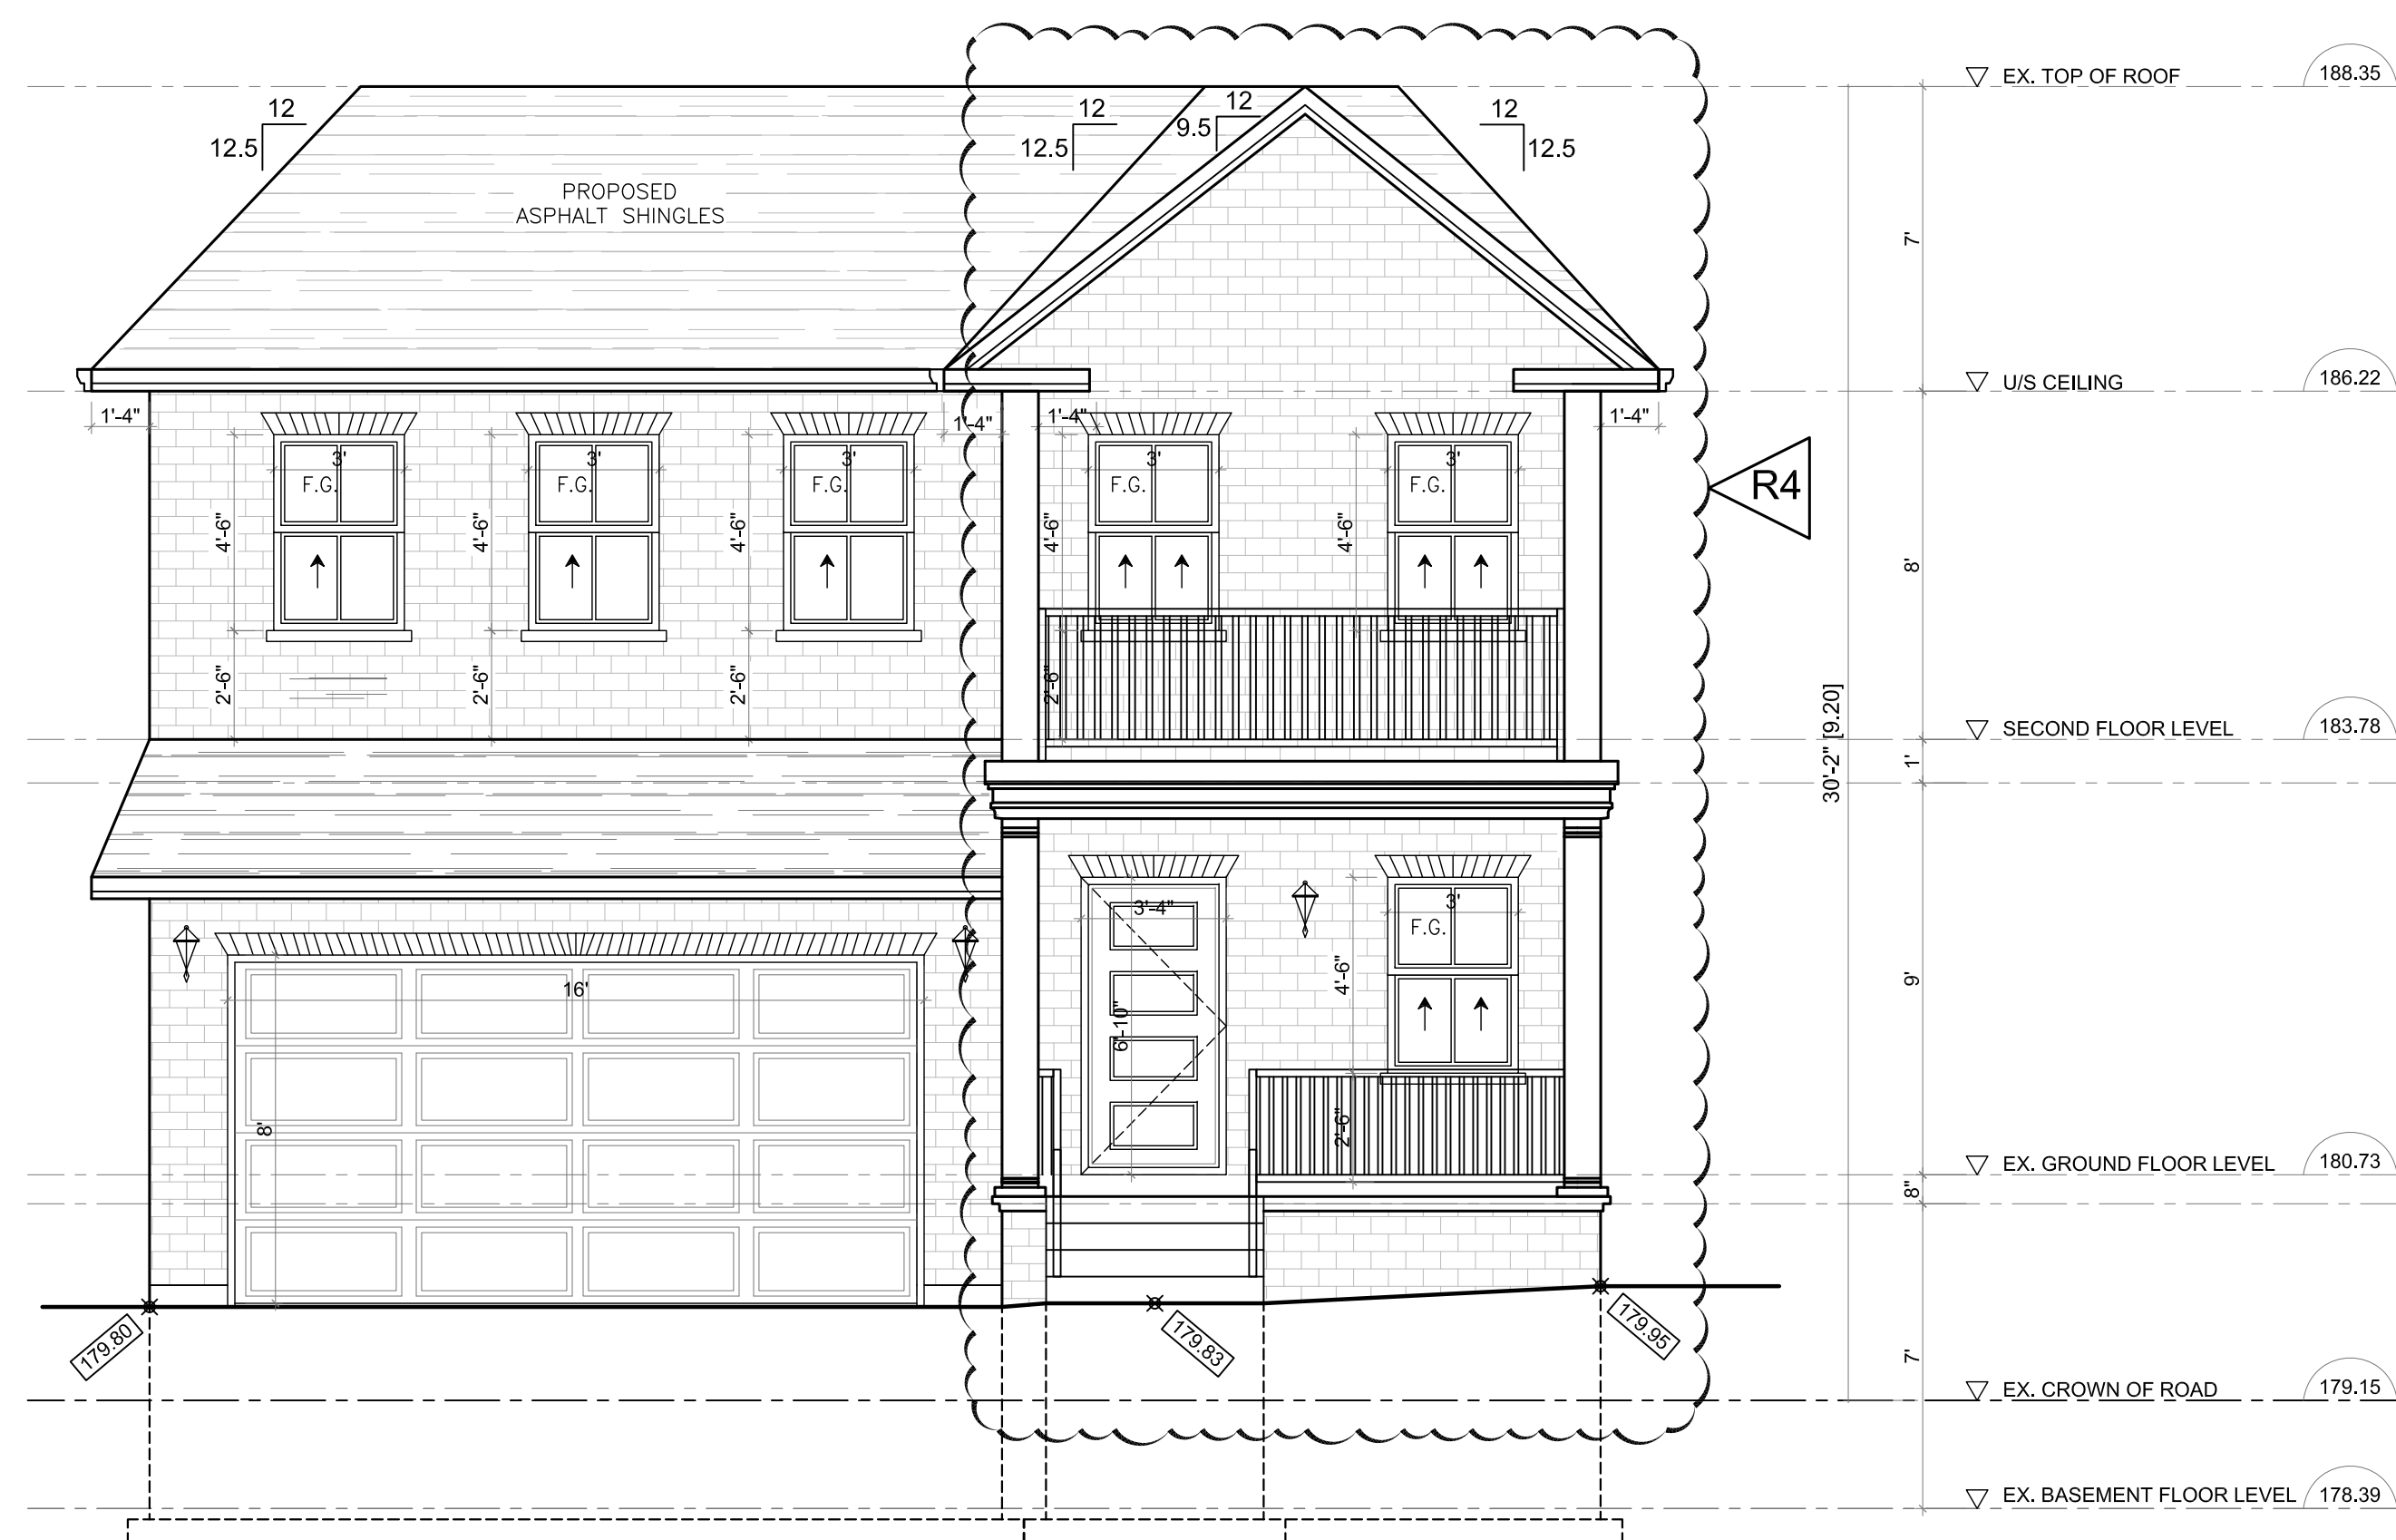 EX. TOP OF ROOF 188.35
12 12 12 12
12.5 12.5 9.5 12.5
PROPOSED
ASPHALT SHINGLES
7'
U/S CEILING 186.22
1'-4" 1'-4" 1'-4" 1'-4"
3' 3' 3' 3' 3'
F.G. F.G. F.G. F.G. F.G.
R4
4'-6" 4'-6" 4'-6" 4'-6" 4'-6"
8'
2'-6" 2'-6" 2'-6" 2'-6"
30'-2" [9.20]
SECOND FLOOR LEVEL 183.78
1'
3'-4" 3'
F.G.
16'
4'-6"
9'
6'-10"
8'
2'-6"
EX. GROUND FLOOR LEVEL 180.73
8"
179.80 179.83 179.95
7'
EX. CROWN OF ROAD 179.15
EX. BASEMENT FLOOR LEVEL 178.39